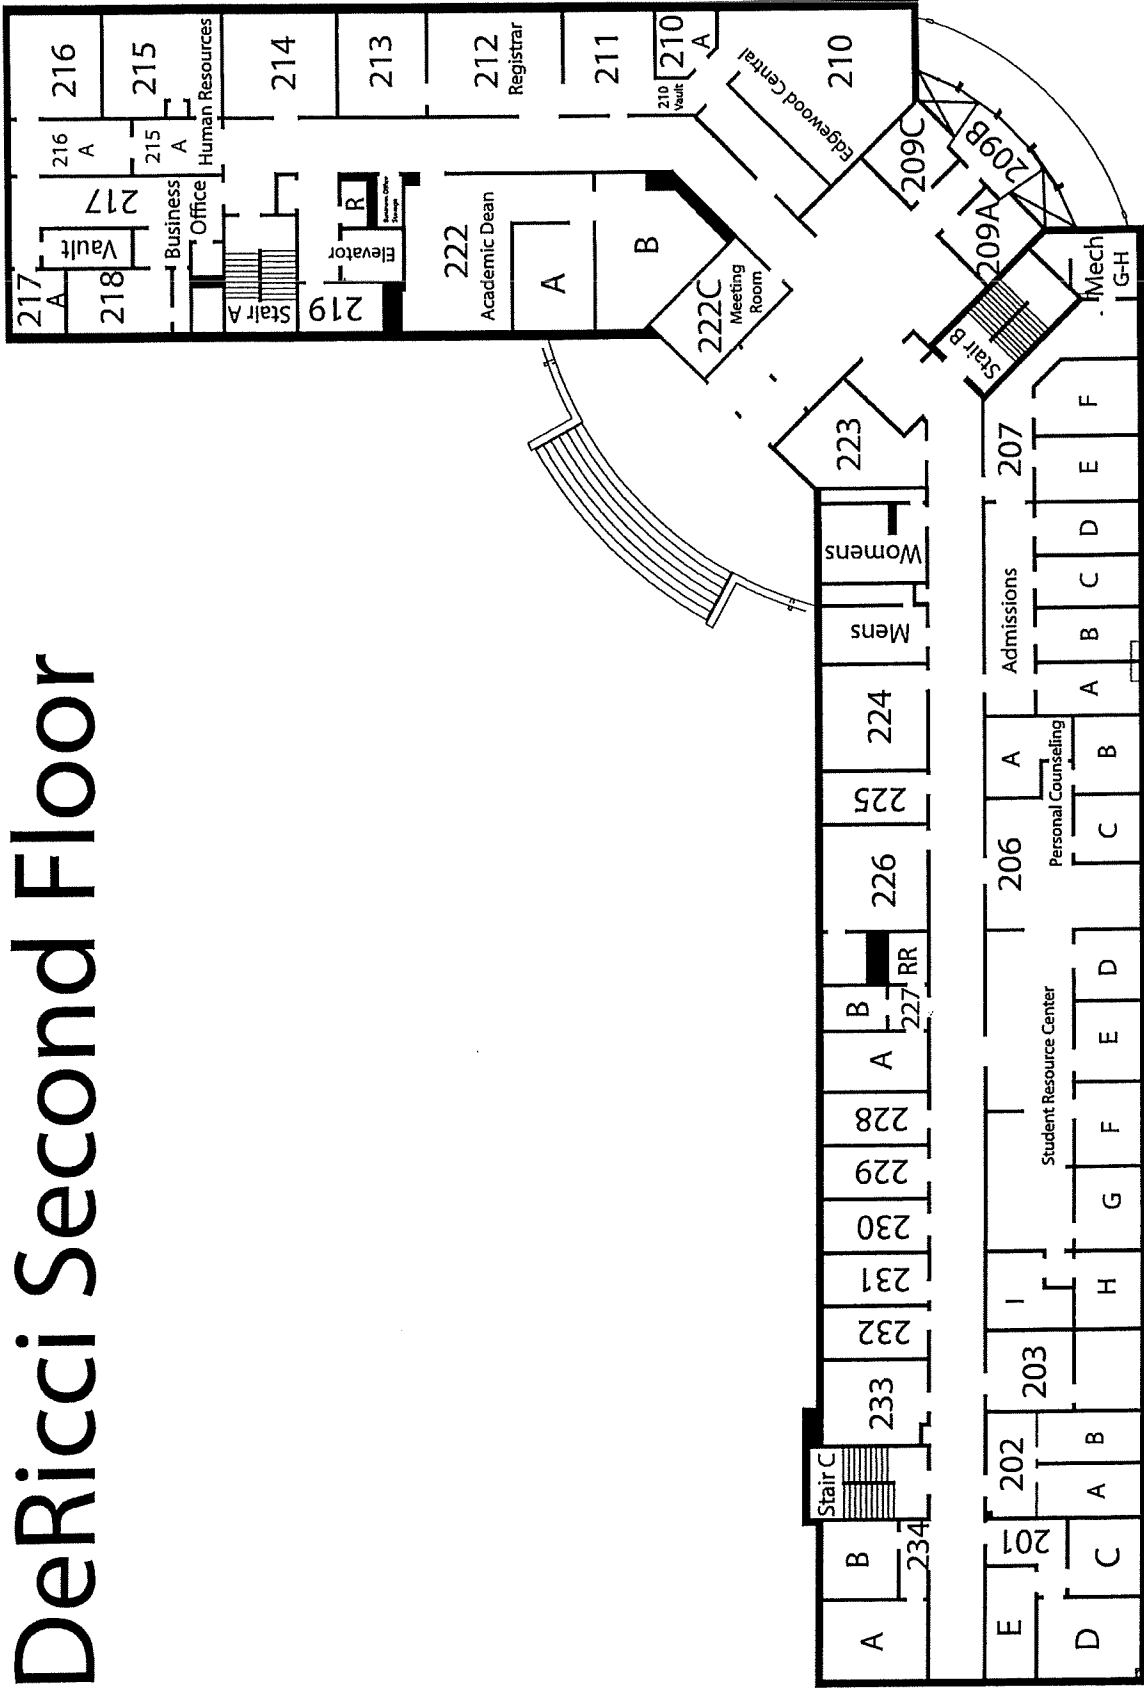 DeRicci Second Floor
216
215
Human Resources
214
213
212
Registrar
211
210
A
210
Vault
Edgewood Central
210
216
A
215
A
209C
209B
209A
217
Business
Office
Vault
217
A
218
Stair A
R
Business Office
Storage
Elevator
219
222
Academic Dean
A
B
222C
Meeting
Room
Mech
G-H
Stair B
223
207
F
E
D
C
B
A
Admissions
Womens
Mens
224
225
226
A
B
C
Personal Counseling
206
RR
227
B
A
228
229
230
231
232
233
D
E
F
G
H
I
Student Resource Center
203
202
B
A
Stair C
234
B
A
201
C
D
E